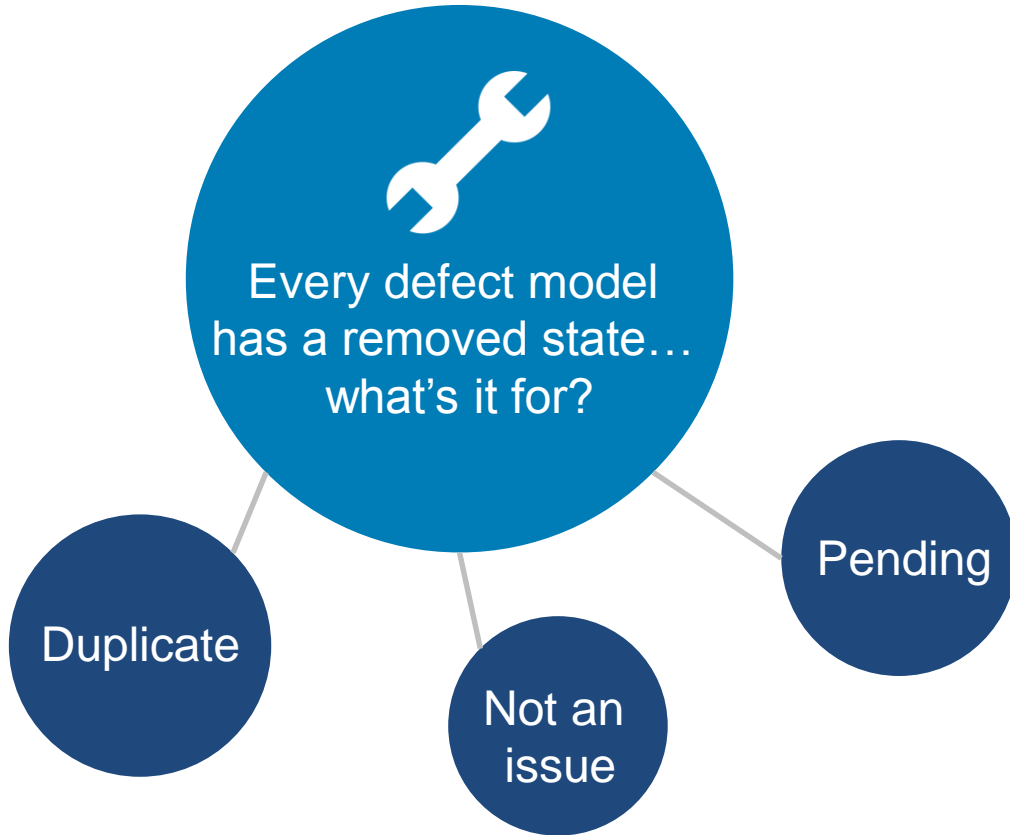 Every defect model
has a removed state…
what’s it for?
Pending
Duplicate
Not an
issue